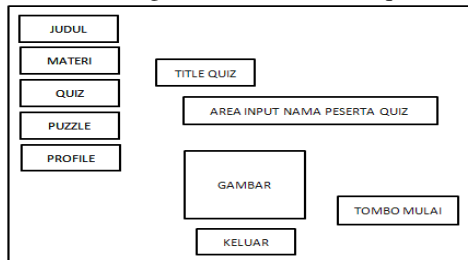 JUDUL
MATERI
QUIZ
PUZZLE
PROFILE
TITLE QUIZ
AREA INPUT NAMA PESERTA QUIZ
GAMBAR
TOMBO MULAI
KELUAR